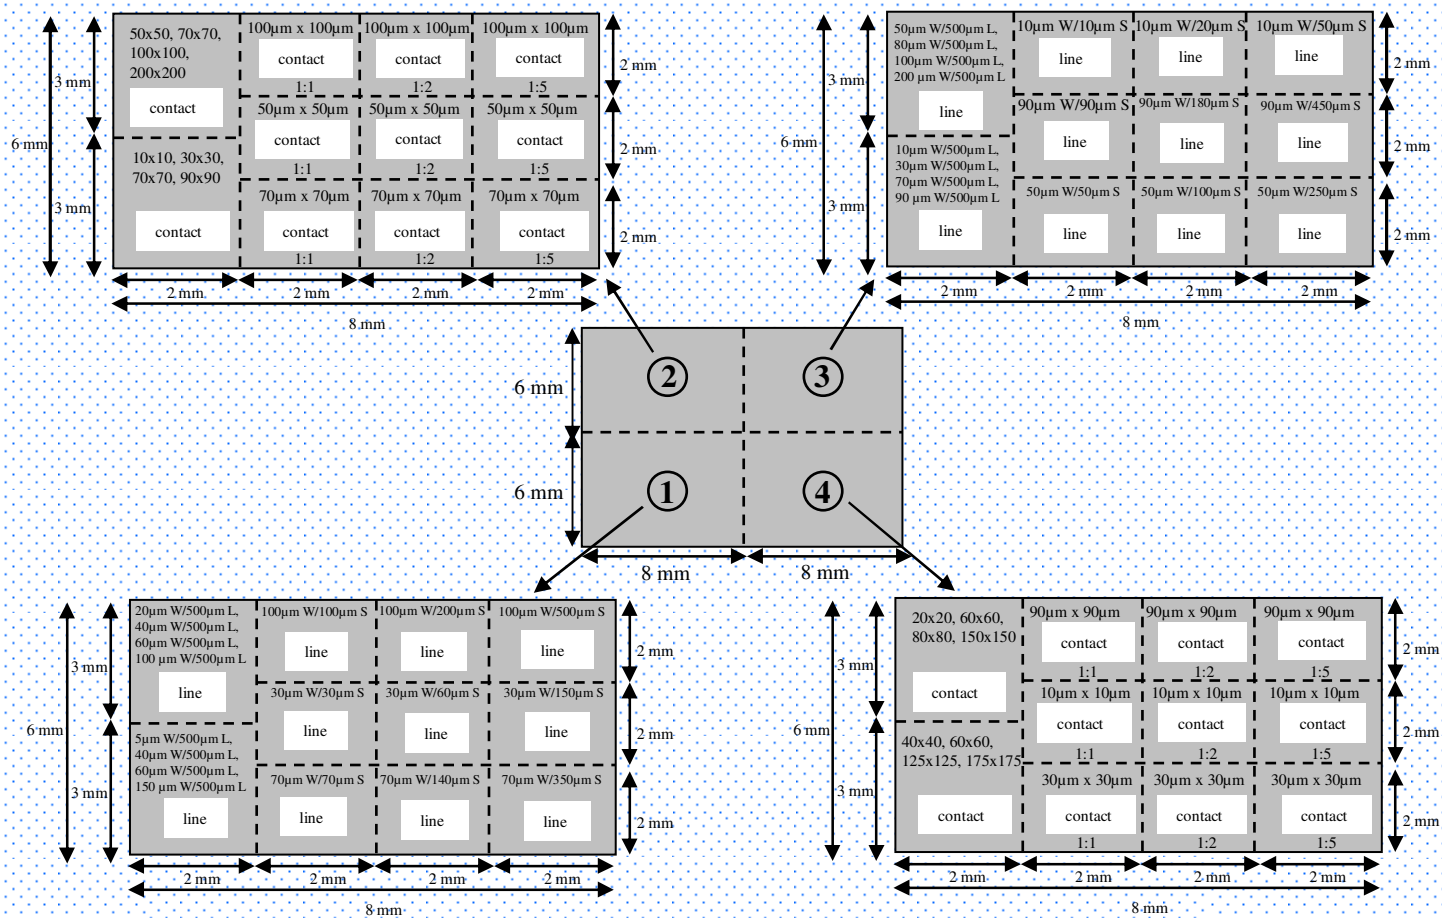 50x50, 70x70,
100x100,
200x200
contact
10x10, 30x30,
70x70, 90x90
contact
100µm x 100µm
contact
1:1
100µm x 100µm
contact
1:2
100µm x 100µm
contact
1:5
50µm x 50µm
contact
1:1
50µm x 50µm
contact
1:2
50µm x 50µm
contact
1:5
70µm x 70µm
contact
1:1
70µm x 70µm
contact
1:2
70µm x 70µm
contact
1:5
6 mm
3 mm
3 mm
2 mm
2 mm
2 mm
2 mm
2 mm
2 mm
2 mm
8 mm
50µm W/500µm L,
80µm W/500µm L,
100µm W/500µm L,
200 µm W/500µm L
line
10µm W/500µm L,
30µm W/500µm L,
70µm W/500µm L,
90 µm W/500µm L
line
10µm W/10µm S
line
10µm W/20µm S
line
10µm W/50µm S
line
90µm W/90µm S
line
90µm W/180µm S
line
90µm W/450µm S
line
50µm W/50µm S
line
50µm W/100µm S
line
50µm W/250µm S
line
6 mm
3 mm
3 mm
2 mm
2 mm
2 mm
2 mm
2 mm
2 mm
2 mm
8 mm
2
3
1
4
6 mm
6 mm
8 mm
8 mm
20µm W/500µm L,
40µm W/500µm L,
60µm W/500µm L,
100 µm W/500µm L
line
5µm W/500µm L,
40µm W/500µm L,
60µm W/500µm L,
150 µm W/500µm L
line
100µm W/100µm S
line
100µm W/200µm S
line
100µm W/500µm S
line
30µm W/30µm S
line
30µm W/60µm S
line
30µm W/150µm S
line
70µm W/70µm S
line
70µm W/140µm S
line
70µm W/350µm S
line
6 mm
3 mm
3 mm
2 mm
2 mm
2 mm
2 mm
2 mm
2 mm
2 mm
8 mm
20x20, 60x60,
80x80, 150x150
contact
40x40, 60x60,
125x125, 175x175
contact
90µm x 90µm
contact
1:1
90µm x 90µm
contact
1:2
90µm x 90µm
contact
1:5
10µm x 10µm
contact
1:1
10µm x 10µm
contact
1:2
10µm x 10µm
contact
1:5
30µm x 30µm
contact
1:1
30µm x 30µm
contact
1:2
30µm x 30µm
contact
1:5
6 mm
3 mm
3 mm
2 mm
2 mm
2 mm
2 mm
2 mm
2 mm
2 mm
8 mm